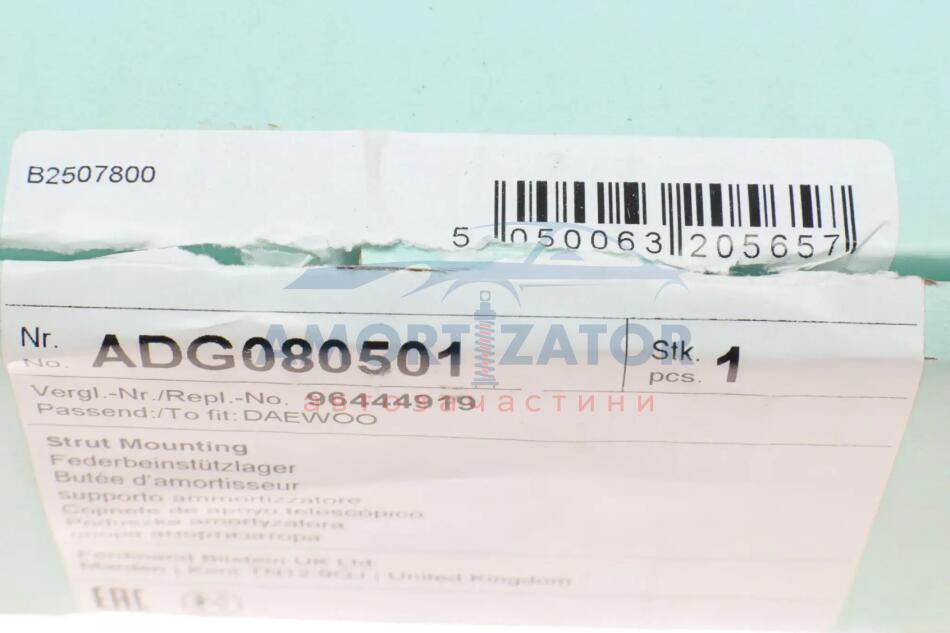 B2507800
5 050063 205657
AMORTIZATOR
автозапчастини
Nr. ADG080501 Stk. 1
No. pcs.
Vergl.-Nr./Repl.-No. 96444919
Passend:/To fit: DAEWOO
Strut Mounting
Federbeinstützlager
Butée d'amortisseur
supporto ammortizzatore
Cojinete de apoyo telescópico
Poduszka amortyzatora
опора амортизатора
Ferdinand Bilstein UK Ltd.
Marden | Kent TN12 9QJ | United Kingdom
EAC